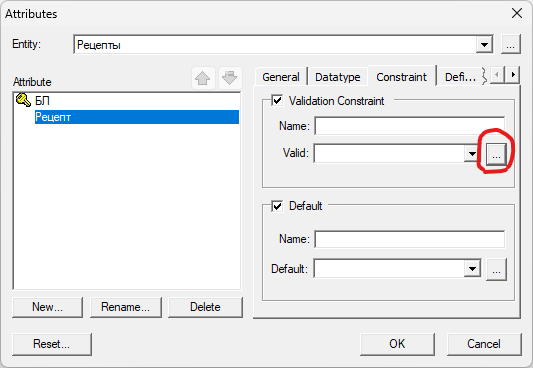 Attributes
Entity: Рецепты ...
Attribute
БЛ
Рецепт
General Datatype Constraint Defi...
Validation Constraint
Name:
Valid: ...
Default
Name:
Default: ...
New... Rename... Delete
Reset... OK Cancel